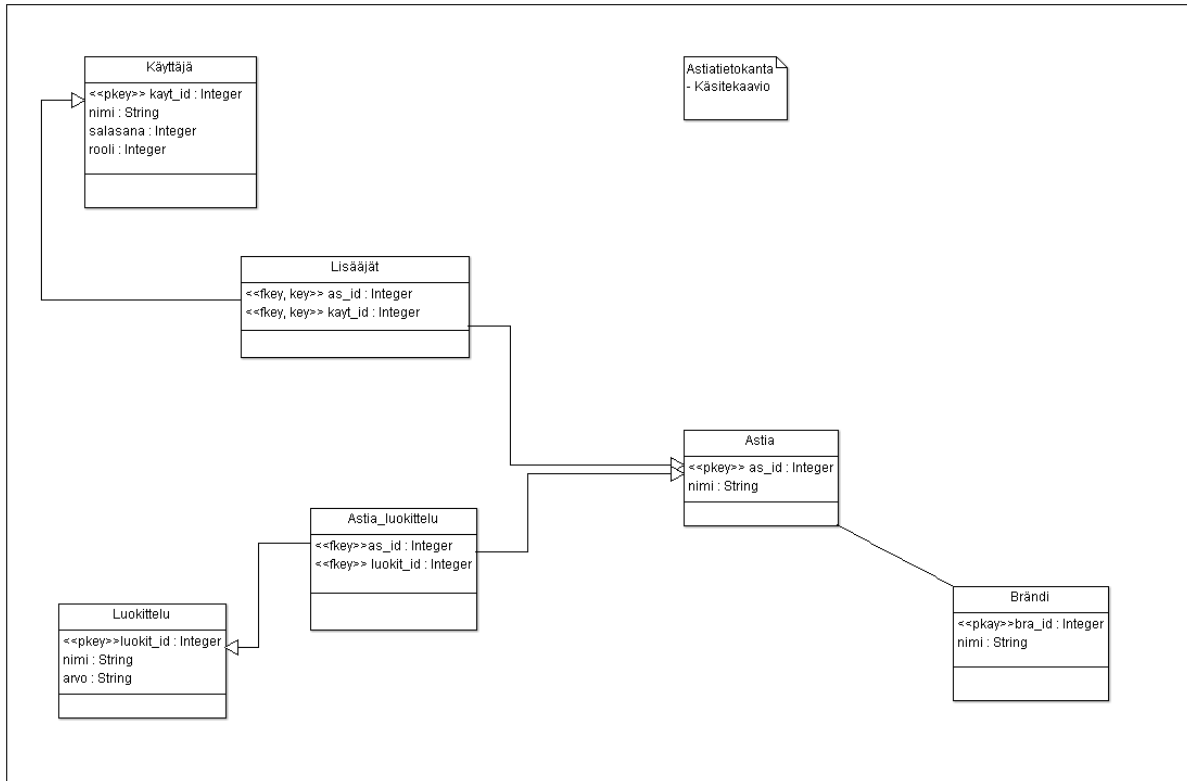 Käyttäjä
<<pkey>> kayt_id : Integer
nimi : String
salasana : Integer
rooli : Integer
Astiatietokanta
- Käsitekaavio
Lisääjät
<<fkey, key>> as_id : Integer
<<fkey, key>> kayt_id : Integer
Astia
<<pkey>> as_id : Integer
nimi : String
Astia_luokittelu
<<fkey>>as_id : Integer
<<fkey>> luokit_id : Integer
Luokittelu
<<pkey>>luokit_id : Integer
nimi : String
arvo : String
Brändi
<<pkay>>bra_id : Integer
nimi : String